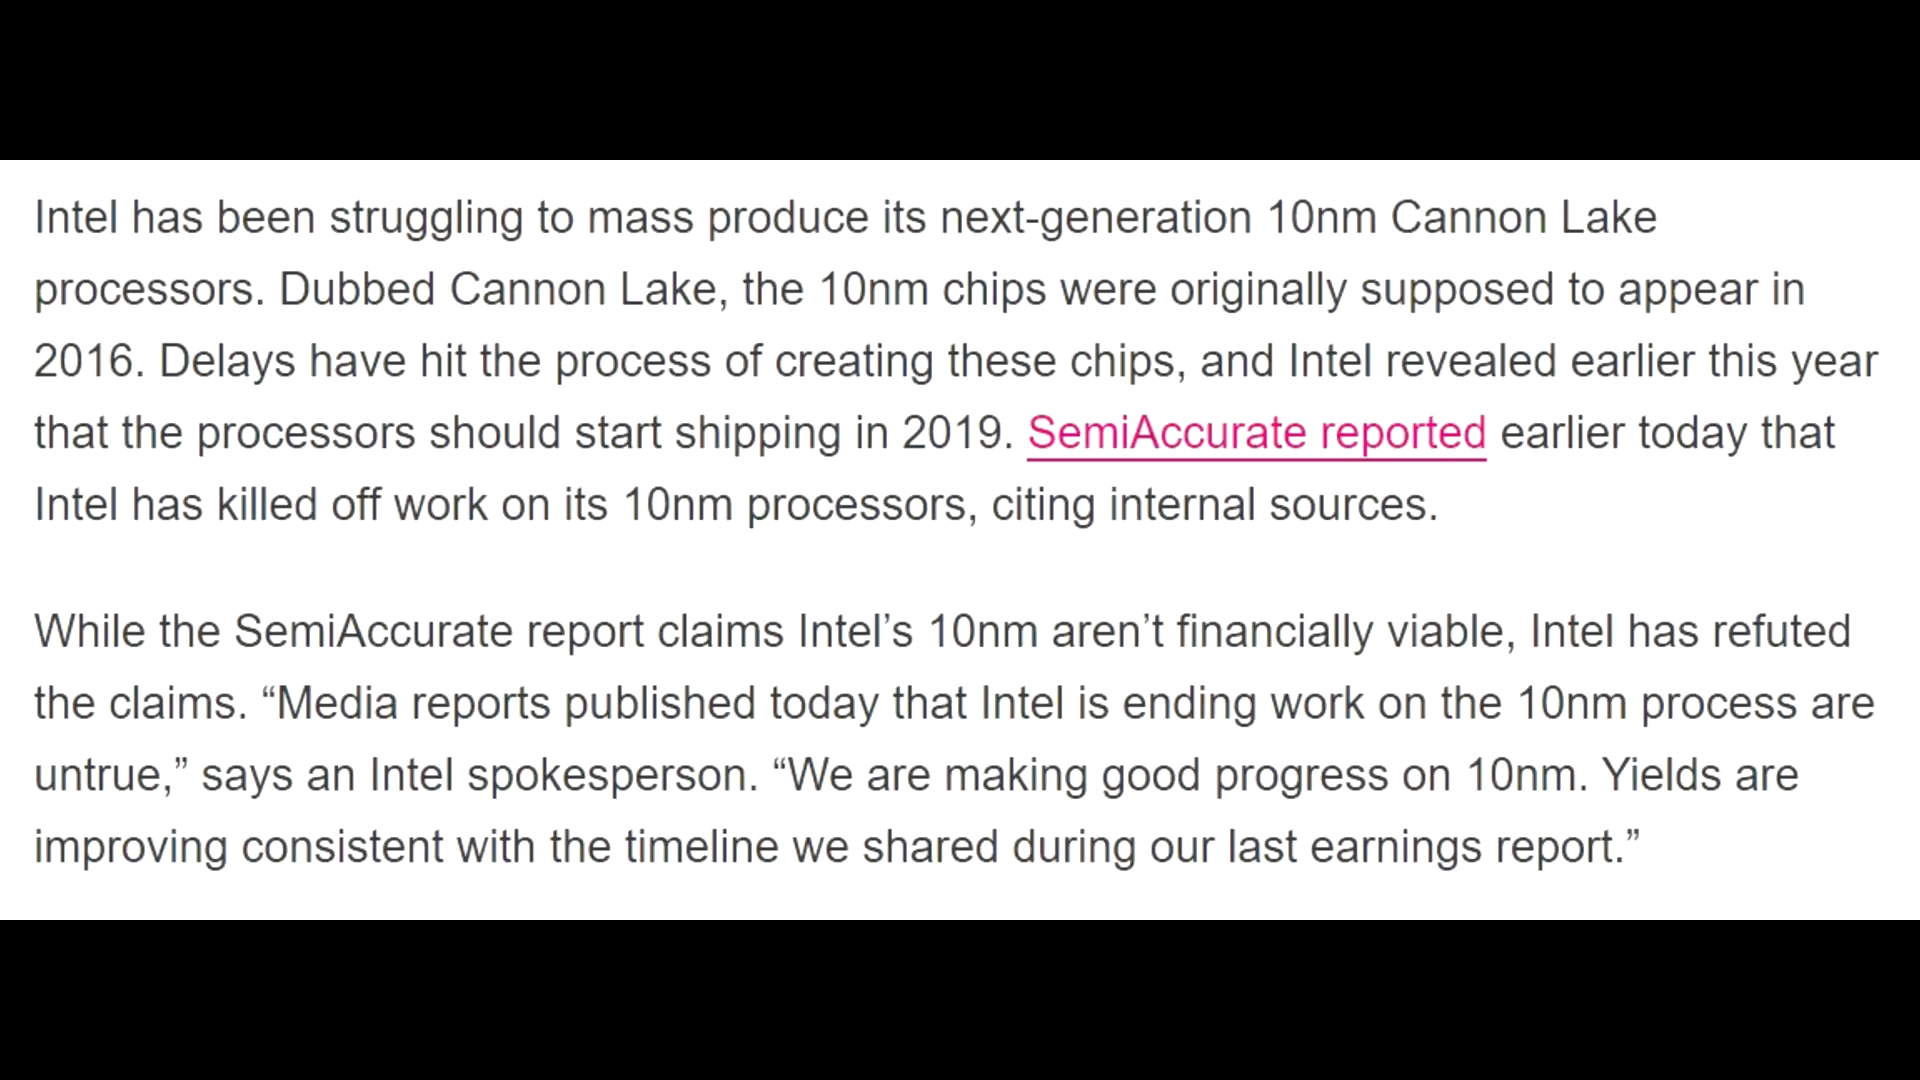 Intel has been struggling to mass produce its next-generation 10nm Cannon Lake
processors. Dubbed Cannon Lake, the 10nm chips were originally supposed to appear in
2016. Delays have hit the process of creating these chips, and Intel revealed earlier this year
that the processors should start shipping in 2019. SemiAccurate reported earlier today that
Intel has killed off work on its 10nm processors, citing internal sources.
While the SemiAccurate report claims Intel’s 10nm aren’t financially viable, Intel has refuted
the claims. “Media reports published today that Intel is ending work on the 10nm process are
untrue,” says an Intel spokesperson. “We are making good progress on 10nm. Yields are
improving consistent with the timeline we shared during our last earnings report.”